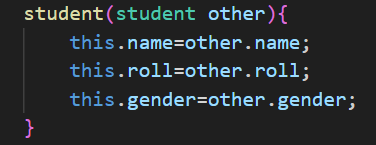 student(student other){
this.name=other.name;
this.roll=other.roll;
this.gender=other.gender;
}